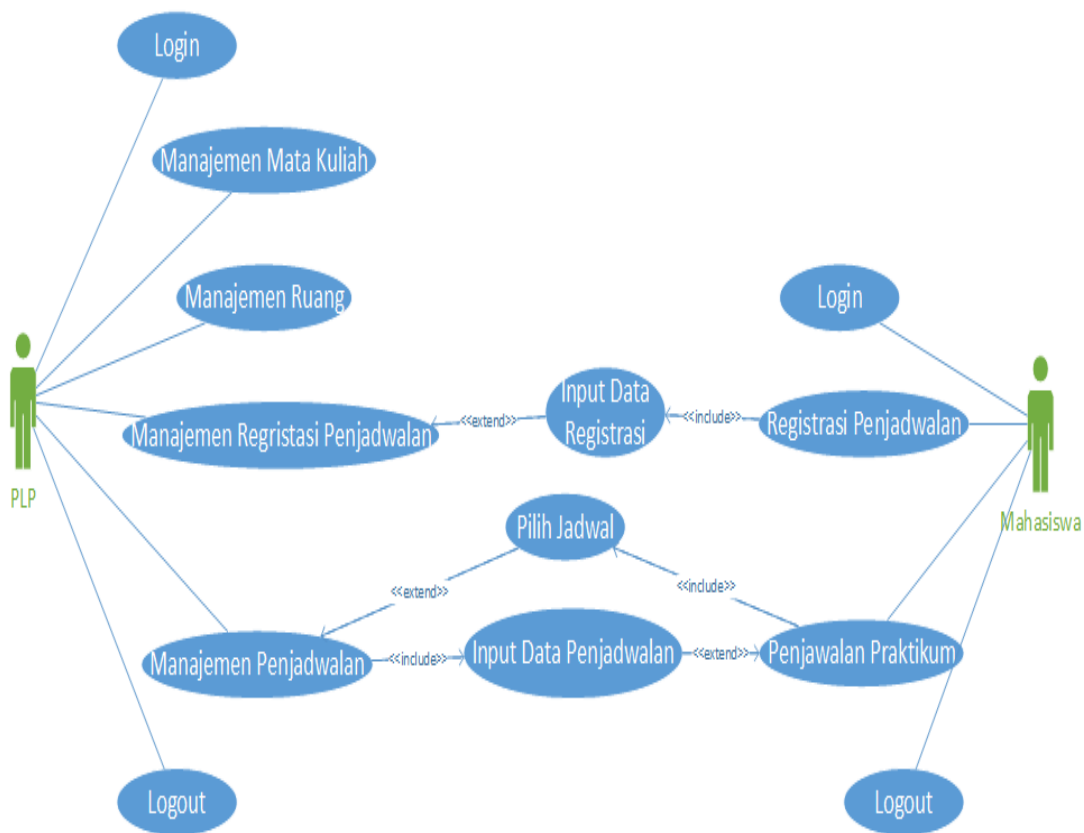 Login
Manajemen Mata Kuliah
Manajemen Ruang
Login
Input Data
Registrasi
<<extend>>
<<include>>
Manajemen Regristasi Penjadwalan
Registrasi Penjadwalan
PLP
Mahasiswa
Pilih Jadwal
<<extend>>
<<include>>
Manajemen Penjadwalan
<<include>>
Input Data Penjadwalan
<<extend>>
Penjawalan Praktikum
Logout
Logout